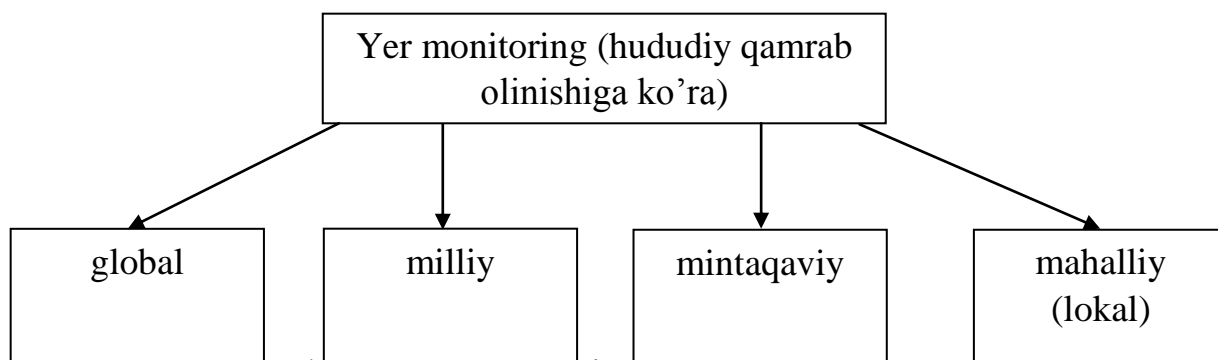 Yer monitoring (hududiy qamrab
olinishiga ko’ra)
global
milliy
mintaqaviy
mahalliy
(lokal)